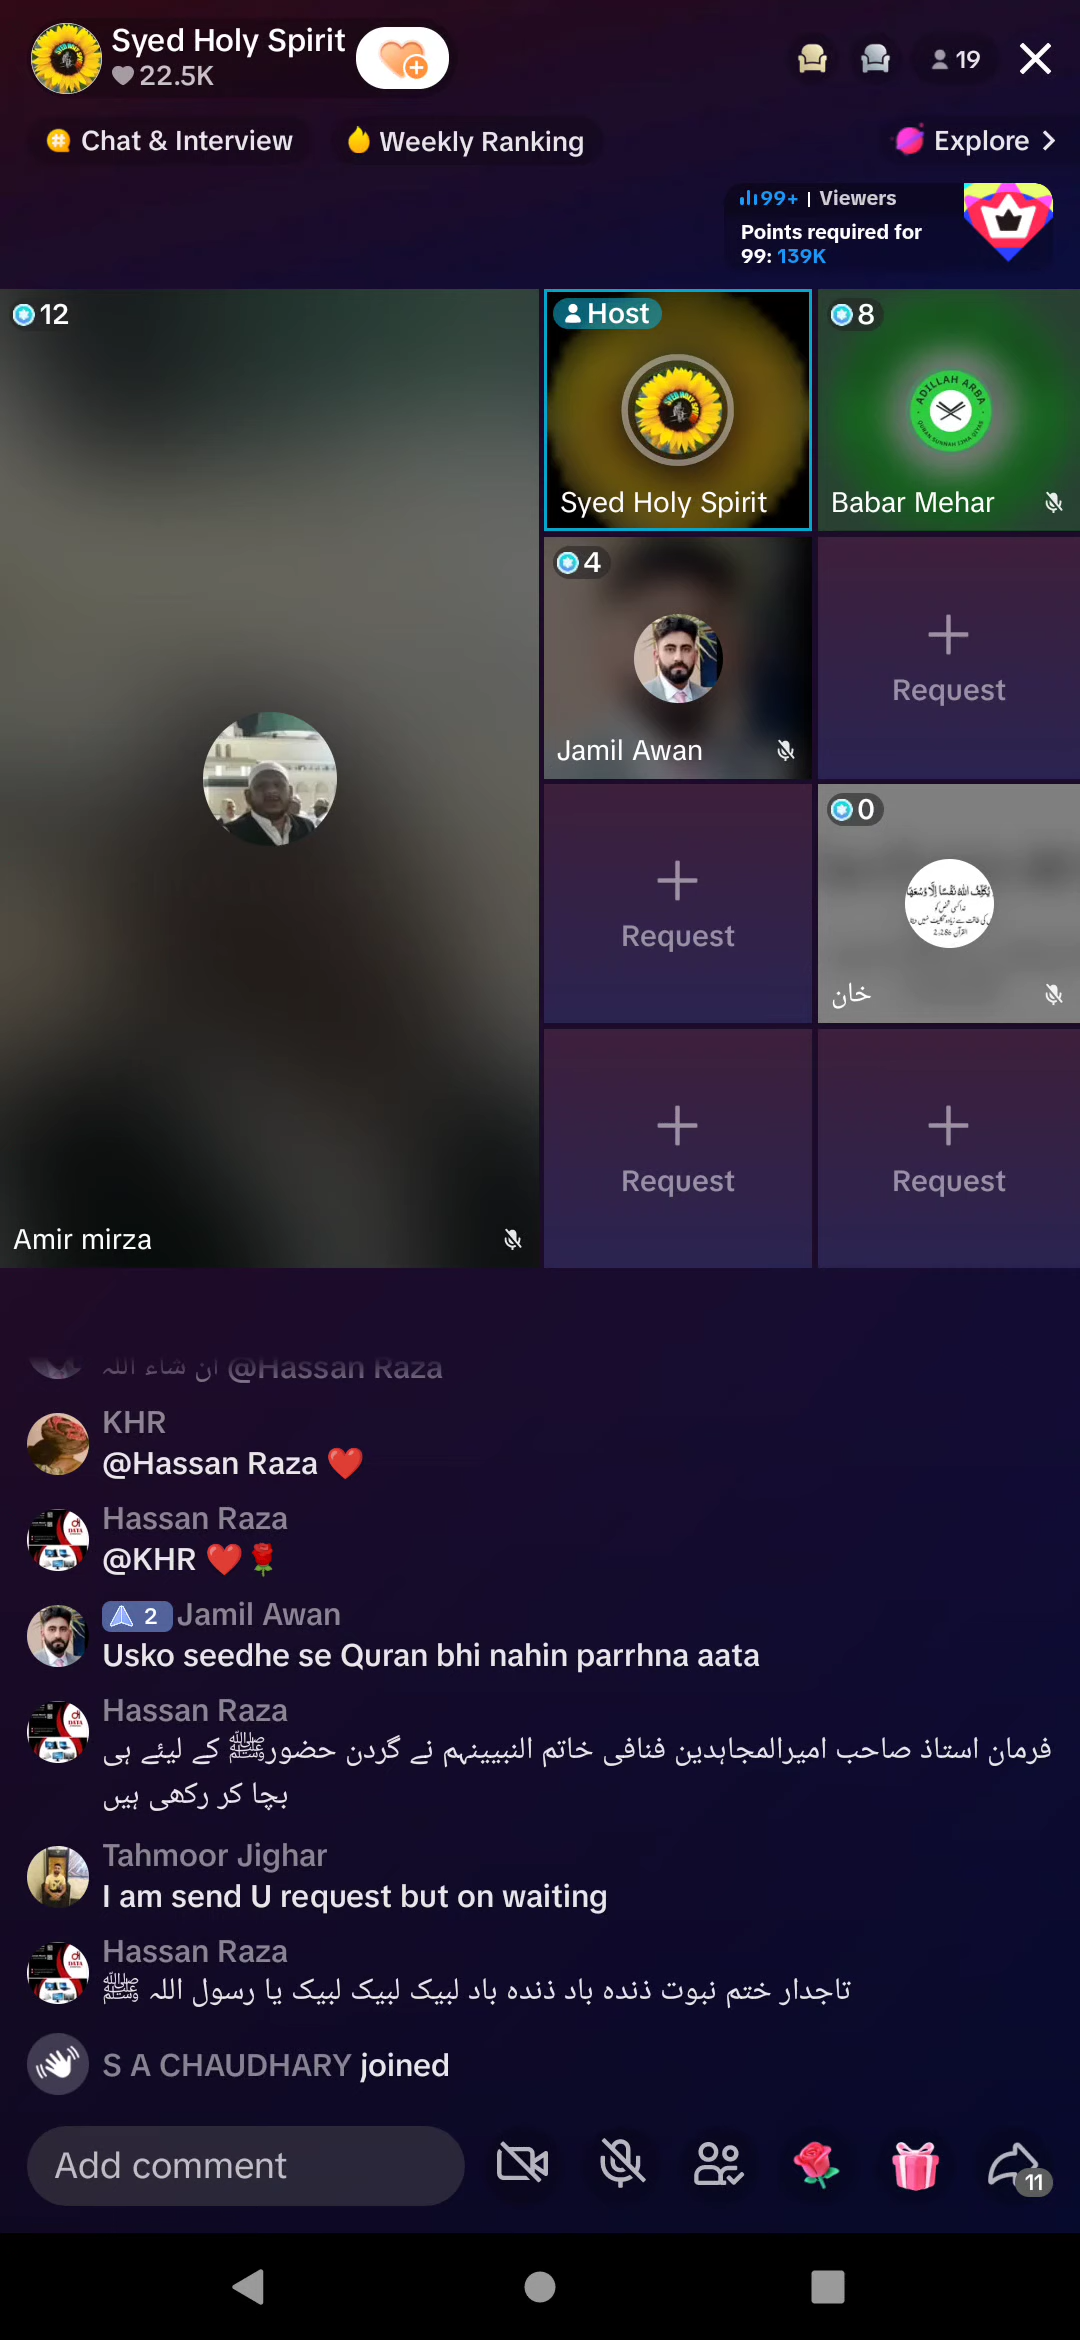 Syed Holy Spirit
22.5K
19
Chat & Interview
Weekly Ranking
Explore
99+ | Viewers
Points required for
99: 139K
12
Host
Syed Holy Spirit
8
ADILLAH ARBA
Babar Mehar
4
Jamil Awan
Request
Request
0
خان
Request
Request
Amir mirza
ان شاء اللہ @Hassan Raza
KHR
@Hassan Raza ❤️
Hassan Raza
@KHR ❤️🌹
2 Jamil Awan
Usko seedhe se Quran bhi nahin parrhna aata
Hassan Raza
فرمان استاذ صاحب امیرالمجاہدین فنافی خاتم النبیینہم نے گردن حضورﷺ کے لیئے ہی
بچا کر رکھی ہیں
Tahmoor Jighar
I am send U request but on waiting
Hassan Raza
تاجدار ختم نبوت ذندہ باد ذندہ باد لبیک لبیک لبیک یا رسول اللہ ﷺ
S A CHAUDHARY joined
Add comment
11